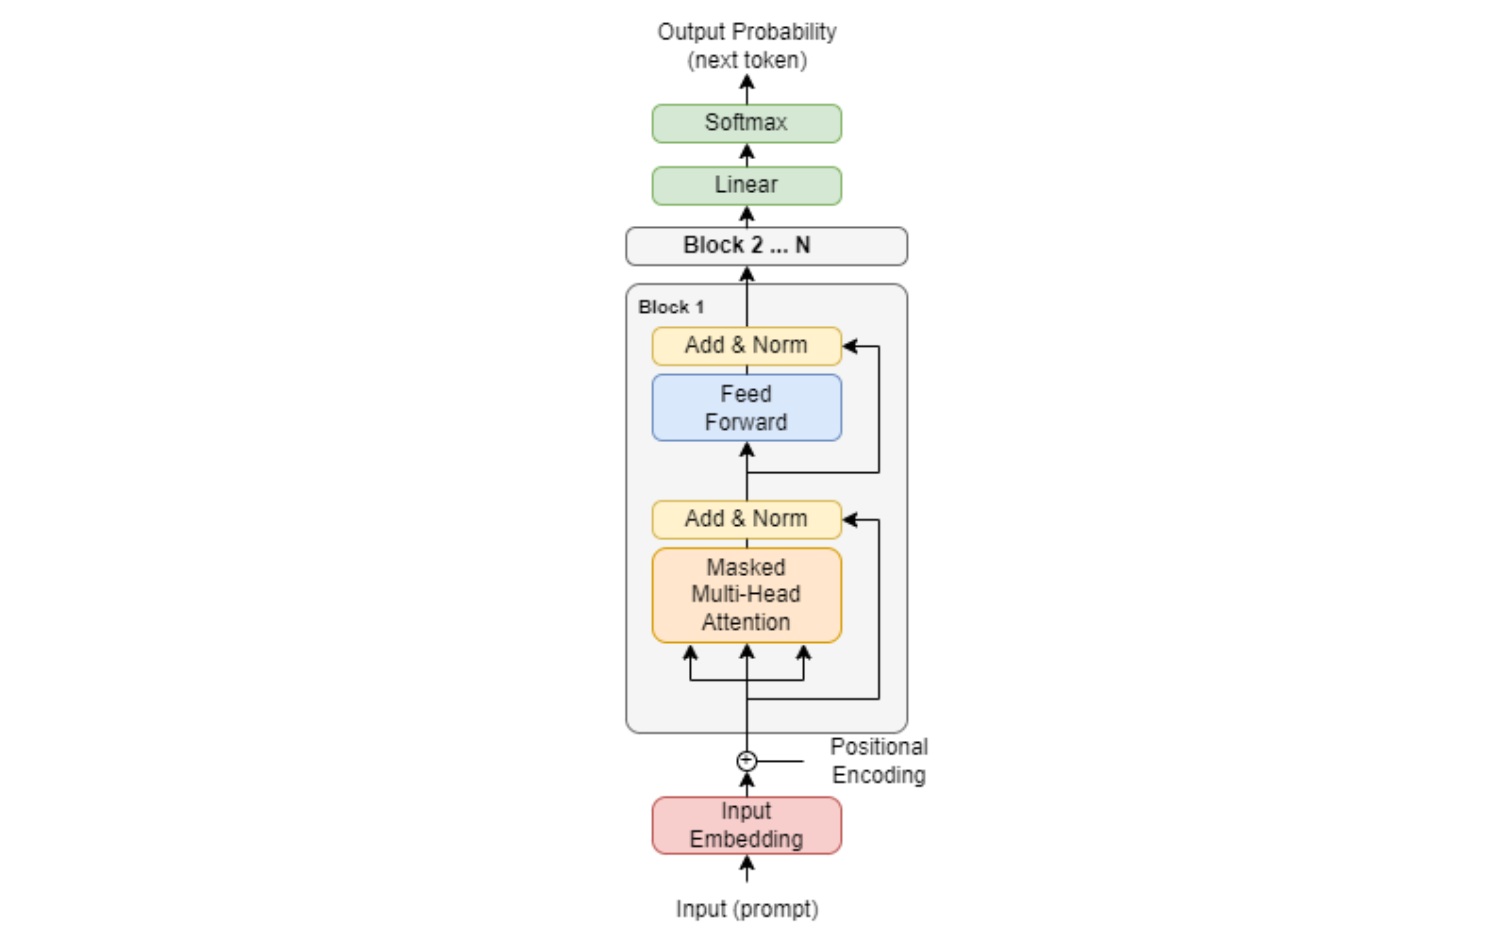 Output Probability
(next token)
Softmax
Linear
Block 2 ... N
Block 1
Add & Norm
Feed
Forward
Add & Norm
Masked
Multi-Head
Attention
Positional
Encoding
Input
Embedding
Input (prompt)